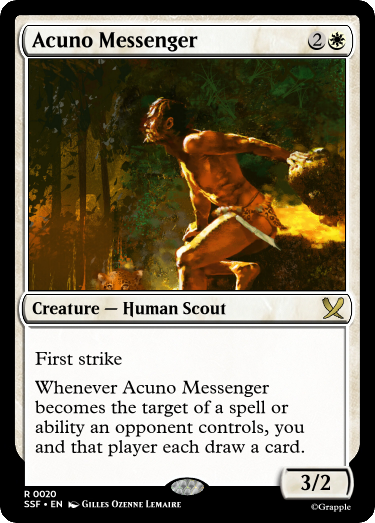 Acuno Messenger 2
Creature — Human Scout
First strike
Whenever Acuno Messenger
becomes the target of a spell or
ability an opponent controls, you
and that player each draw a card.
3/2
R 0020
SSF • EN Gilles Ozenne Lemaire
©Grapple